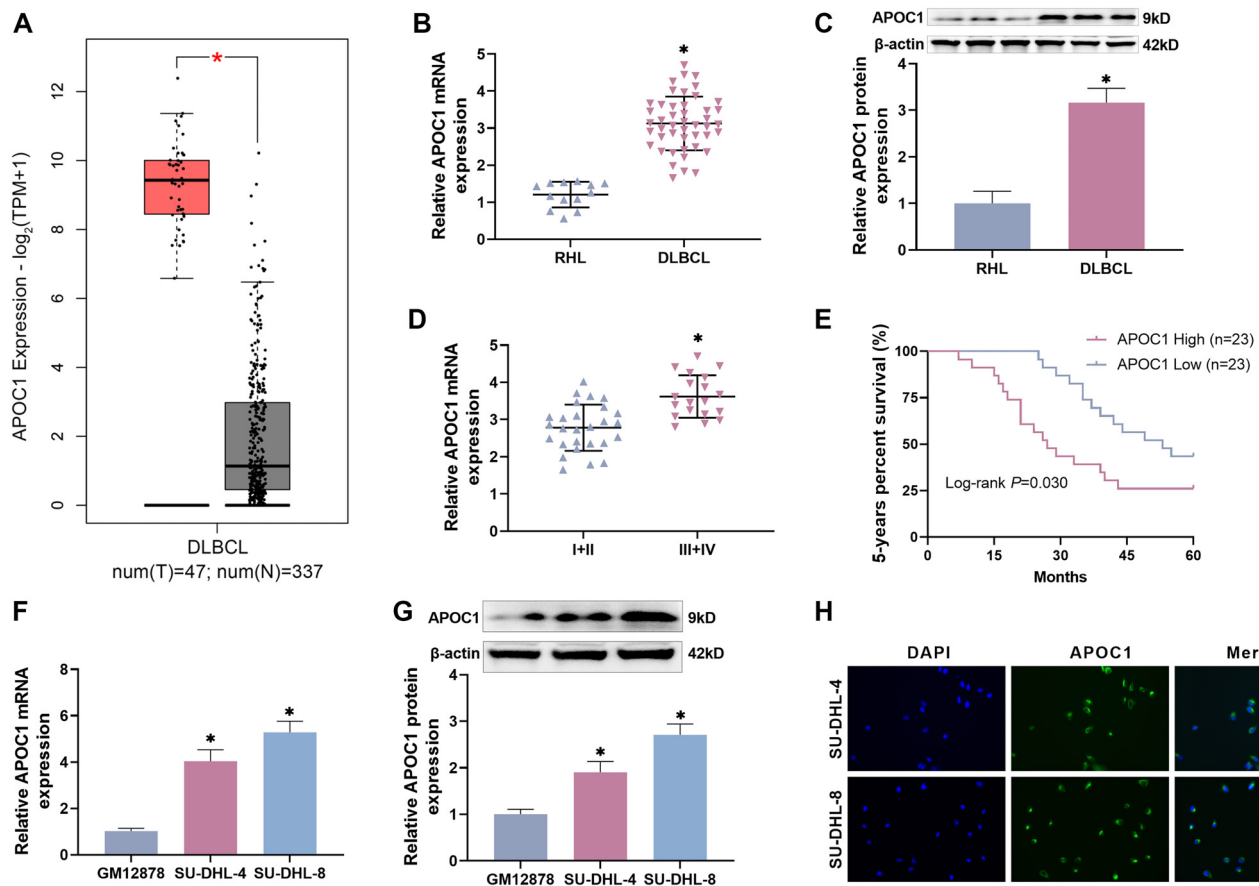 A
*
APOC1 Expression - log2(TPM+1)
12
10
8
6
4
2
0
DLBCL
num(T)=47; num(N)=337
B
Relative APOC1 mRNA
expression
5
4
3
2
1
0
*
RHL DLBCL
C
APOC1 9kD
β-actin 42kD
Relative APOC1 protein
expression
4
3
2
1
0
*
RHL DLBCL
D
Relative APOC1 mRNA
expression
5
4
3
2
1
0
*
I+II III+IV
E
APOC1 High (n=23)
APOC1 Low (n=23)
5-years percent survival (%)
100
75
50
25
0
Log-rank P=0.030
0 15 30 45 60
Months
F
Relative APOC1 mRNA
expression
8
6
4
2
0
* *
GM12878 SU-DHL-4 SU-DHL-8
G
APOC1 9kD
β-actin 42kD
Relative APOC1 protein
expression
4
3
2
1
0
* *
GM12878 SU-DHL-4 SU-DHL-8
H
DAPI APOC1 Mer
SU-DHL-4
SU-DHL-8